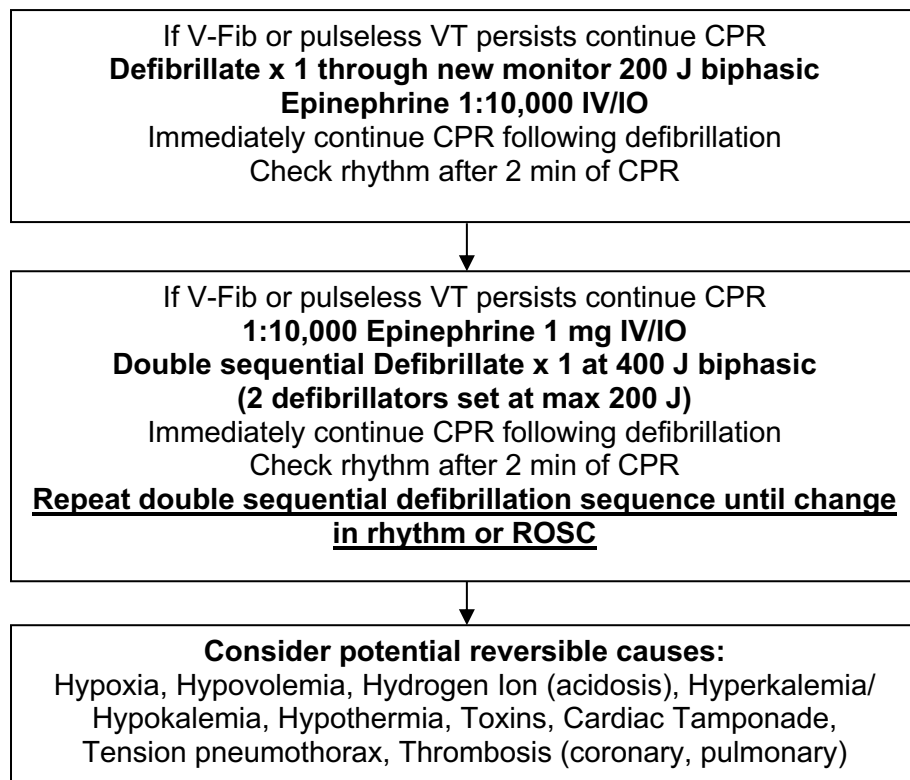 If V-Fib or pulseless VT persists continue CPR
Defibrillate x 1 through new monitor 200 J biphasic
Epinephrine 1:10,000 IV/IO
Immediately continue CPR following defibrillation
Check rhythm after 2 min of CPR
If V-Fib or pulseless VT persists continue CPR
1:10,000 Epinephrine 1 mg IV/IO
Double sequential Defibrillate x 1 at 400 J biphasic
(2 defibrillators set at max 200 J)
Immediately continue CPR following defibrillation
Check rhythm after 2 min of CPR
Repeat double sequential defibrillation sequence until change
in rhythm or ROSC
Consider potential reversible causes:
Hypoxia, Hypovolemia, Hydrogen Ion (acidosis), Hyperkalemia/
Hypokalemia, Hypothermia, Toxins, Cardiac Tamponade,
Tension pneumothorax, Thrombosis (coronary, pulmonary)